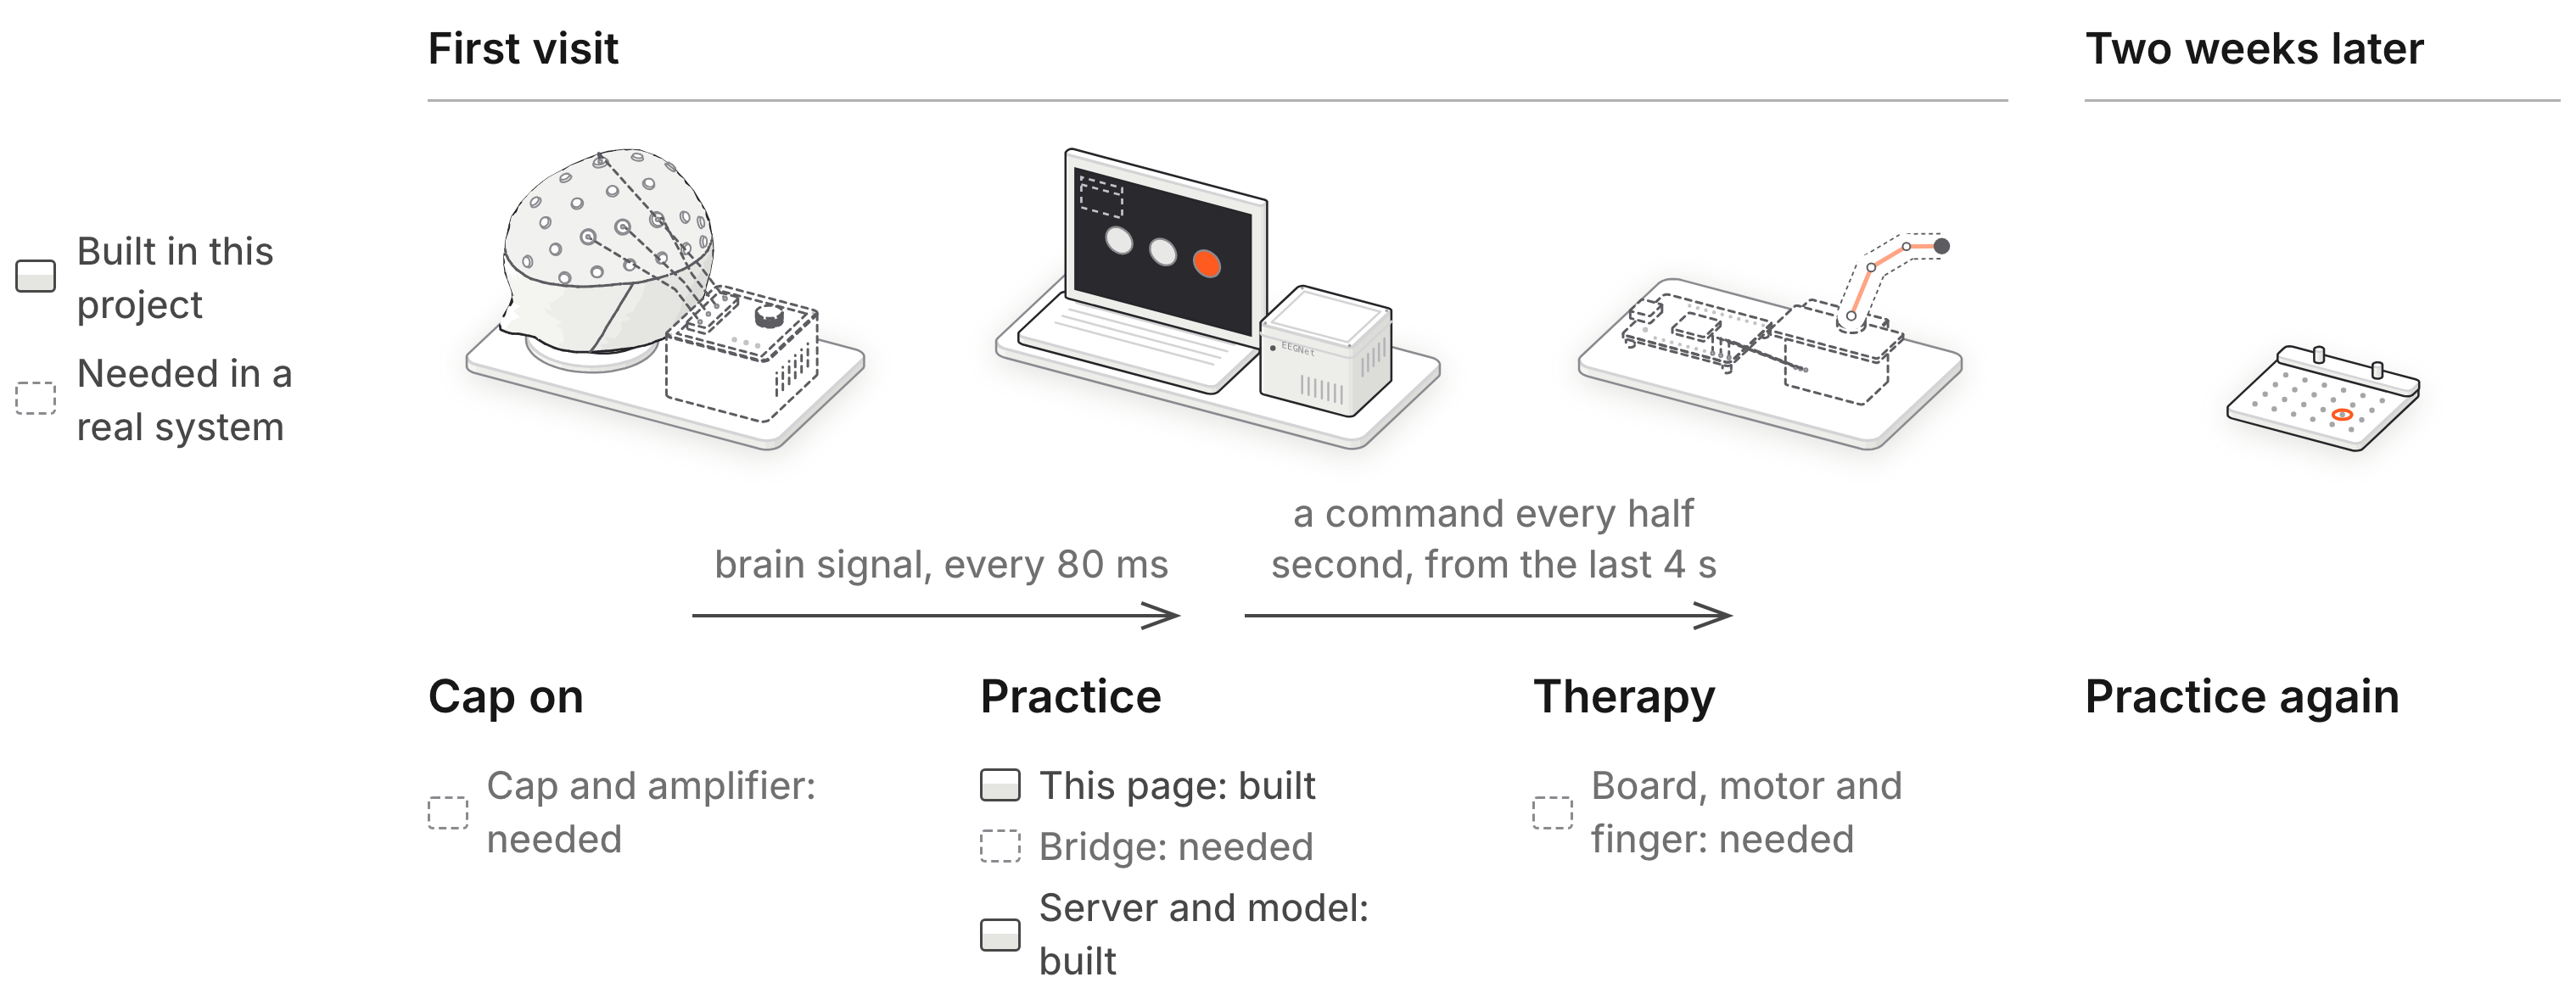 First visit
Two weeks later
Built in this
project
Needed in a
real system
EEGNet
brain signal, every 80 ms
a command every half
second, from the last 4 s
Cap on
Cap and amplifier:
needed
Practice
This page: built
Bridge: needed
Server and model:
built
Therapy
Board, motor and
finger: needed
Practice again